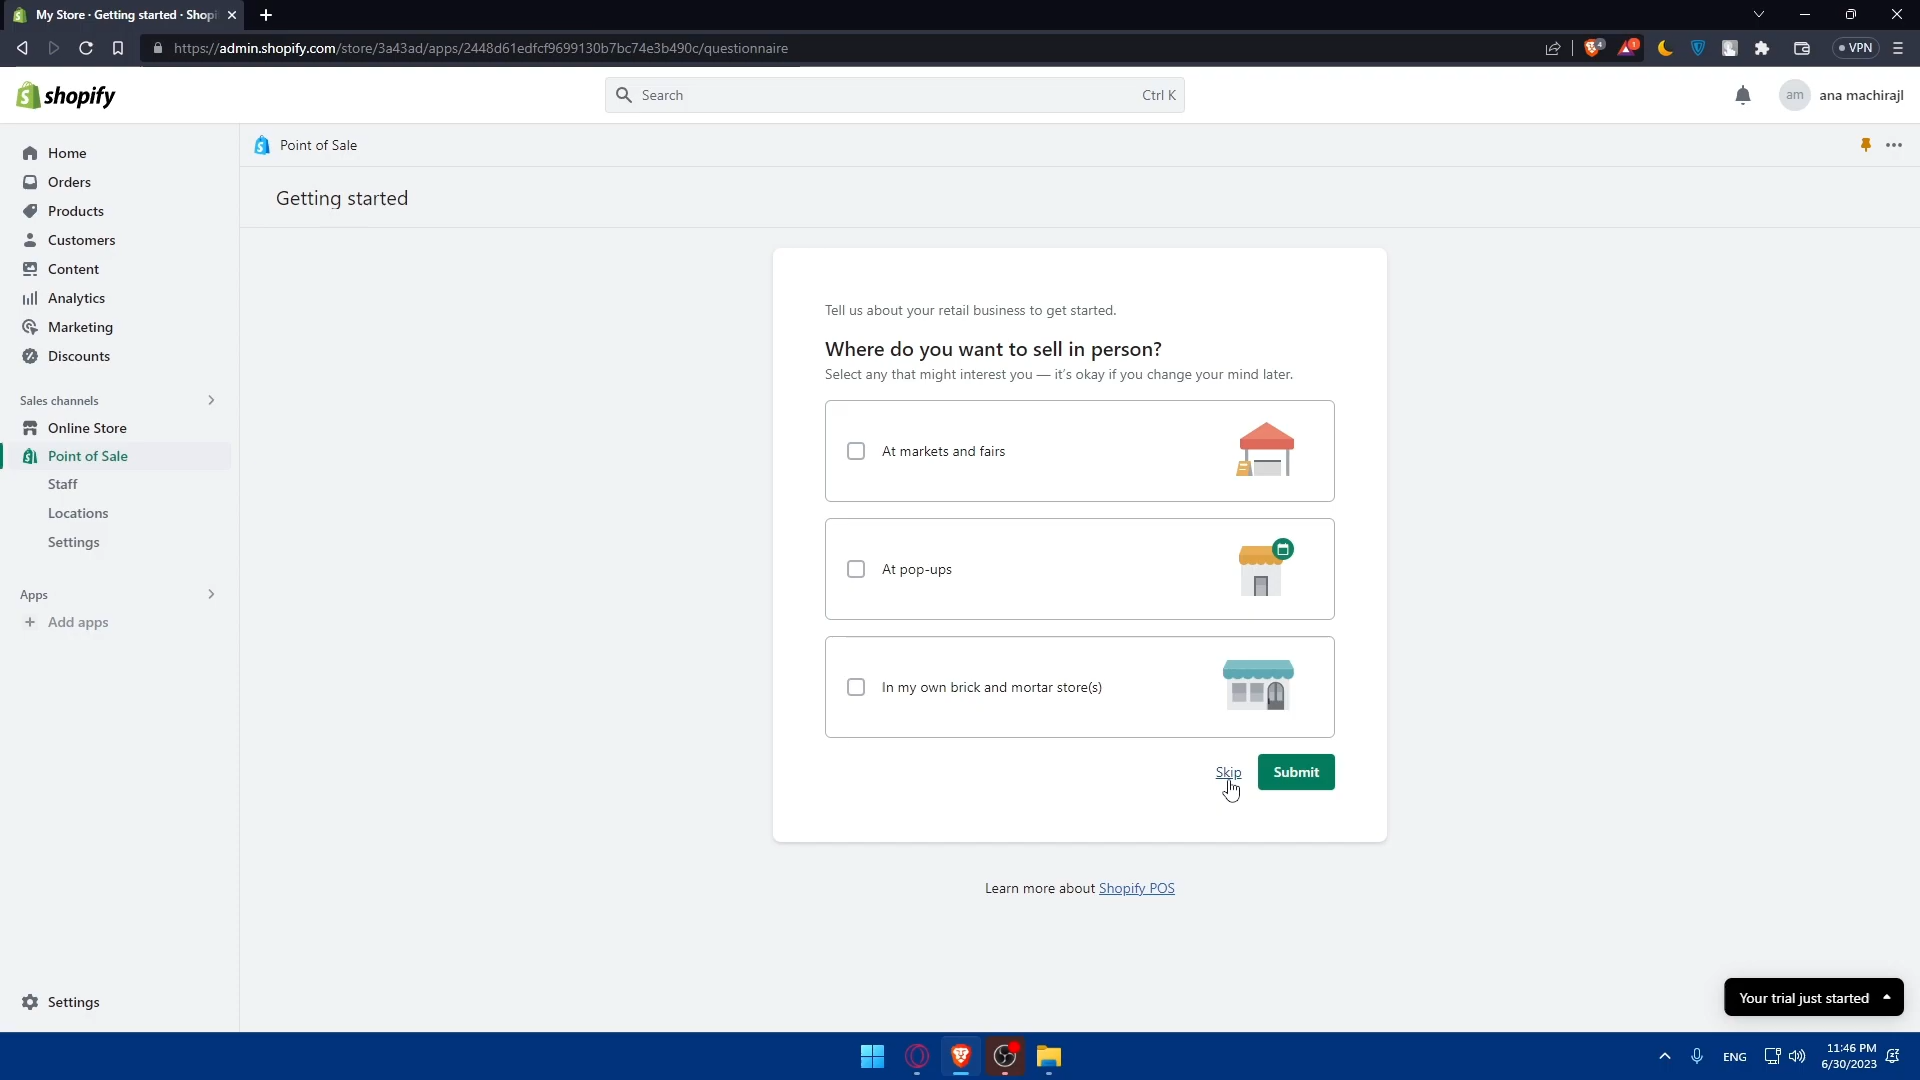 My Store · Getting started · Shopi
https://admin.shopify.com/store/3a43ad/apps/2448d61edfcf9699130b7bc74e3b490c/questionnaire
4
1
VPN
shopify
Search
Ctrl K
am
ana machirajl
Home
Orders
Products
Customers
Content
Analytics
Marketing
Discounts
Sales channels
Online Store
Point of Sale
Staff
Locations
Settings
Apps
Add apps
Settings
Point of Sale
Getting started
Tell us about your retail business to get started.
Where do you want to sell in person?
Select any that might interest you — it's okay if you change your mind later.
At markets and fairs
At pop-ups
In my own brick and mortar store(s)
Skip
Submit
Learn more about Shopify POS
Your trial just started
ENG
11:46 PM
6/30/2023